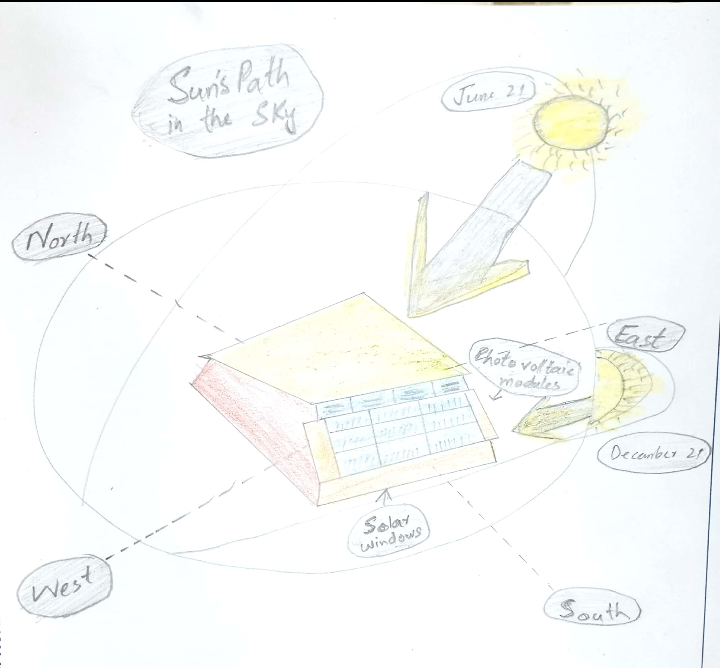 Sun's Path
in the Sky
June 21
North
East
Photo voltaic
modules
December 21
Solar
windows
West
South